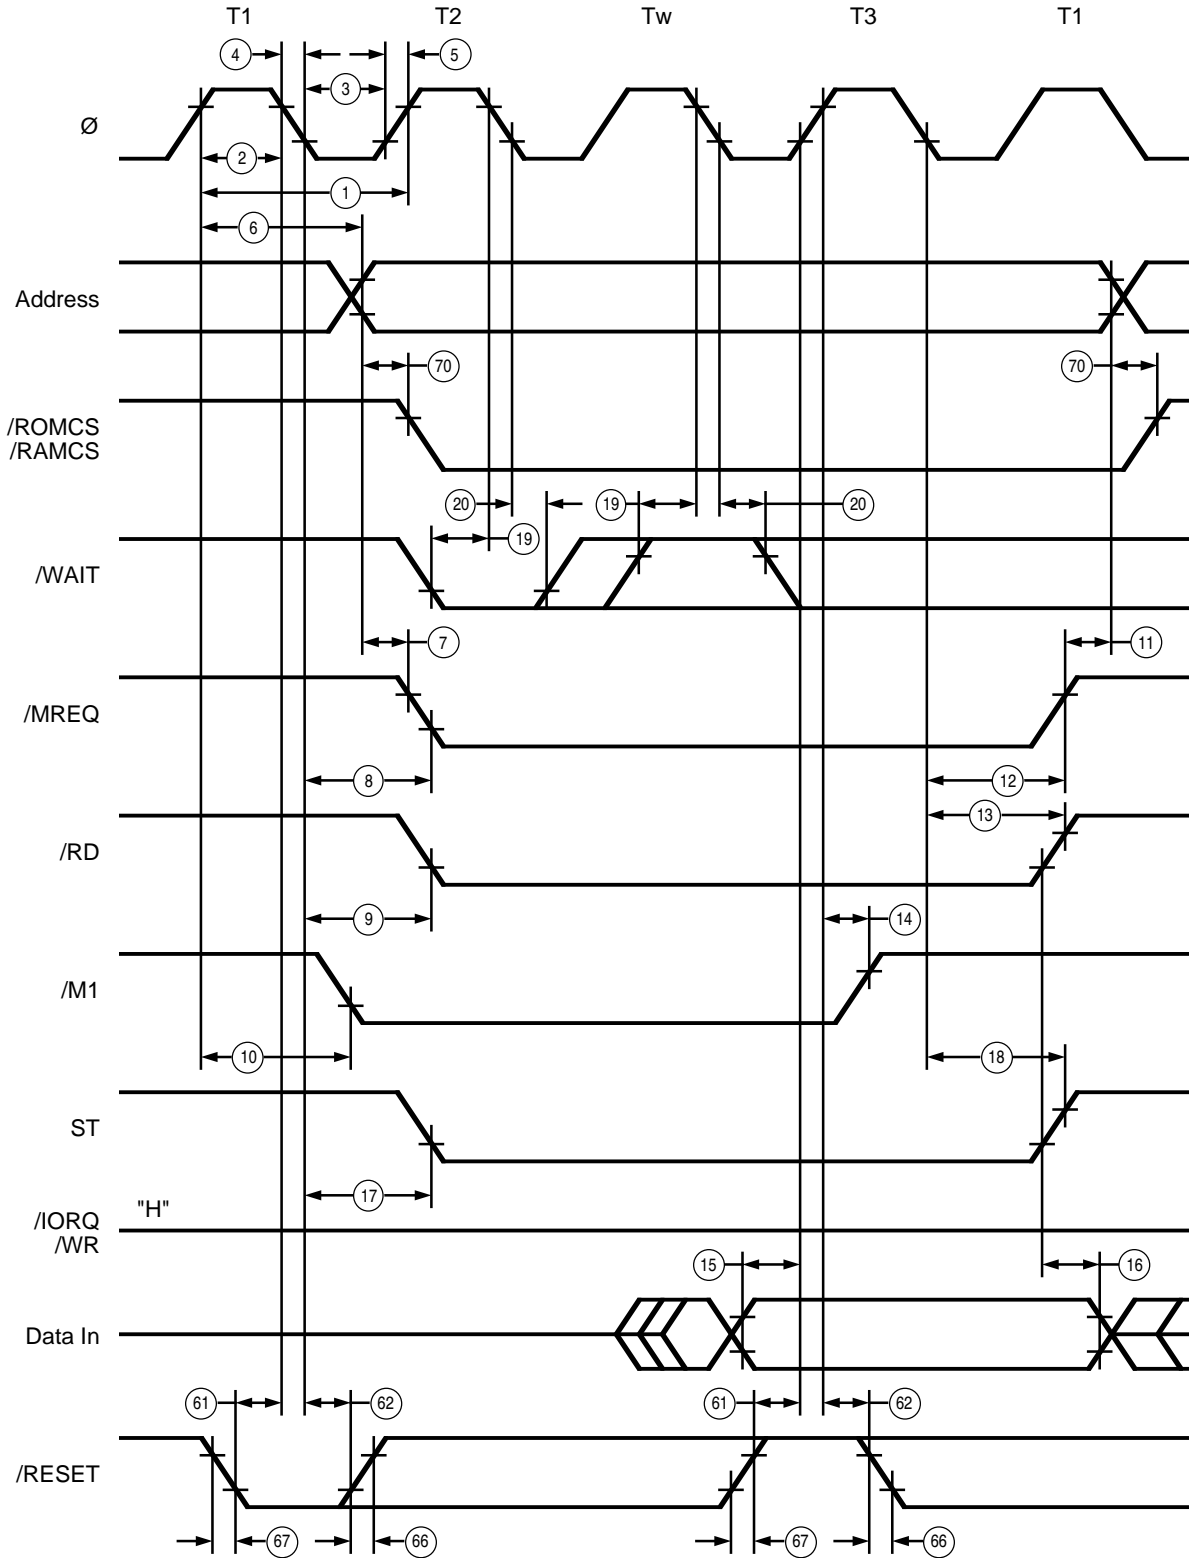 T1 T2 Tw T3 T1
4 5
3
Ø
2
1
6
Address
70 70
/ROMCS
/RAMCS
20 19 20
19
/WAIT
7 11
/MREQ
8 12
13
/RD
9 14
/M1
10 18
ST
17
"H"
/IORQ
/WR
15 16
Data In
61 62 61 62
/RESET
67 66 67 66